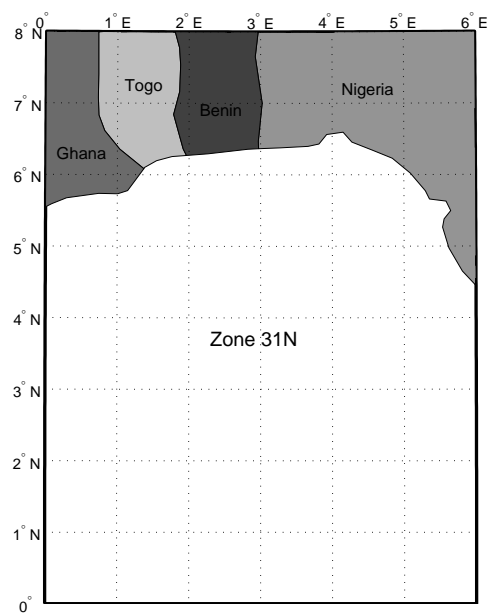 0° 1° E 2° E 3° E 4° E 5° E 6° E
8° N
Togo
Nigeria
7° N
Benin
Ghana
6° N
5° N
4° N
Zone 31N
3° N
2° N
1° N
0°